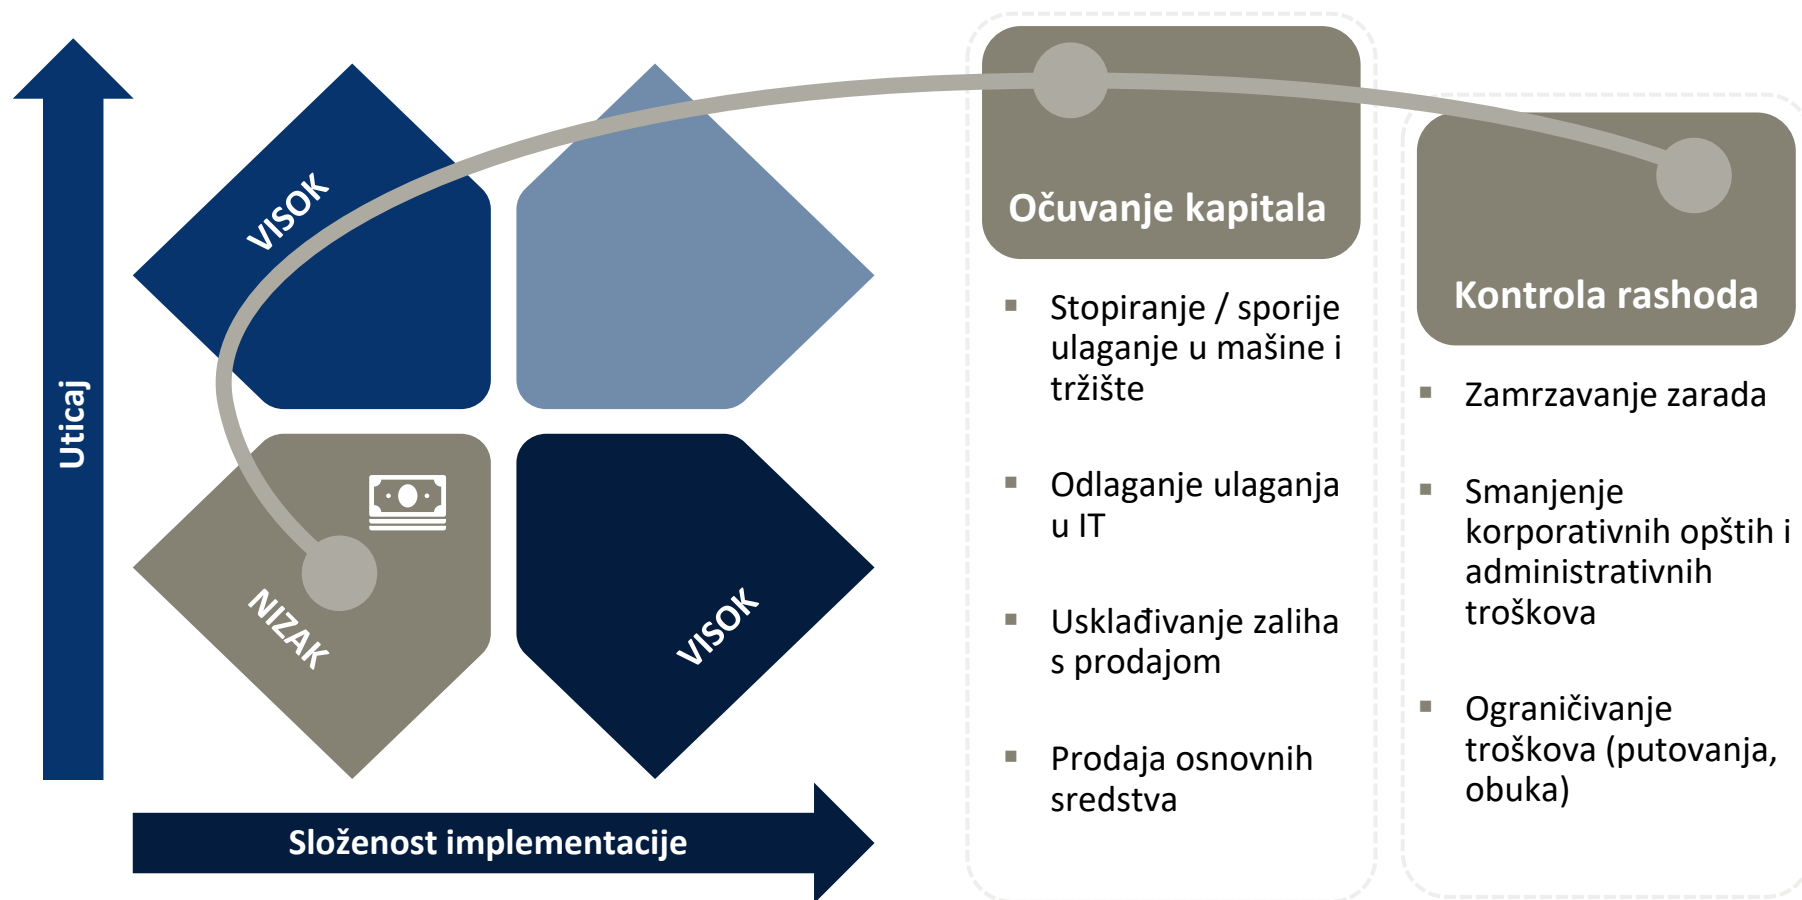 Uticaj
VISOK
NIZAK
VISOK
Složenost implementacije
Očuvanje kapitala
Stopiranje / sporije
ulaganje u mašine i
tržište
Odlaganje ulaganja
u IT
Usklađivanje zaliha
s prodajom
Prodaja osnovnih
sredstva
Kontrola rashoda
Zamrzavanje zarada
Smanjenje
korporativnih opštih i
administrativnih
troškova
Ograničivanje
troškova (putovanja,
obuka)